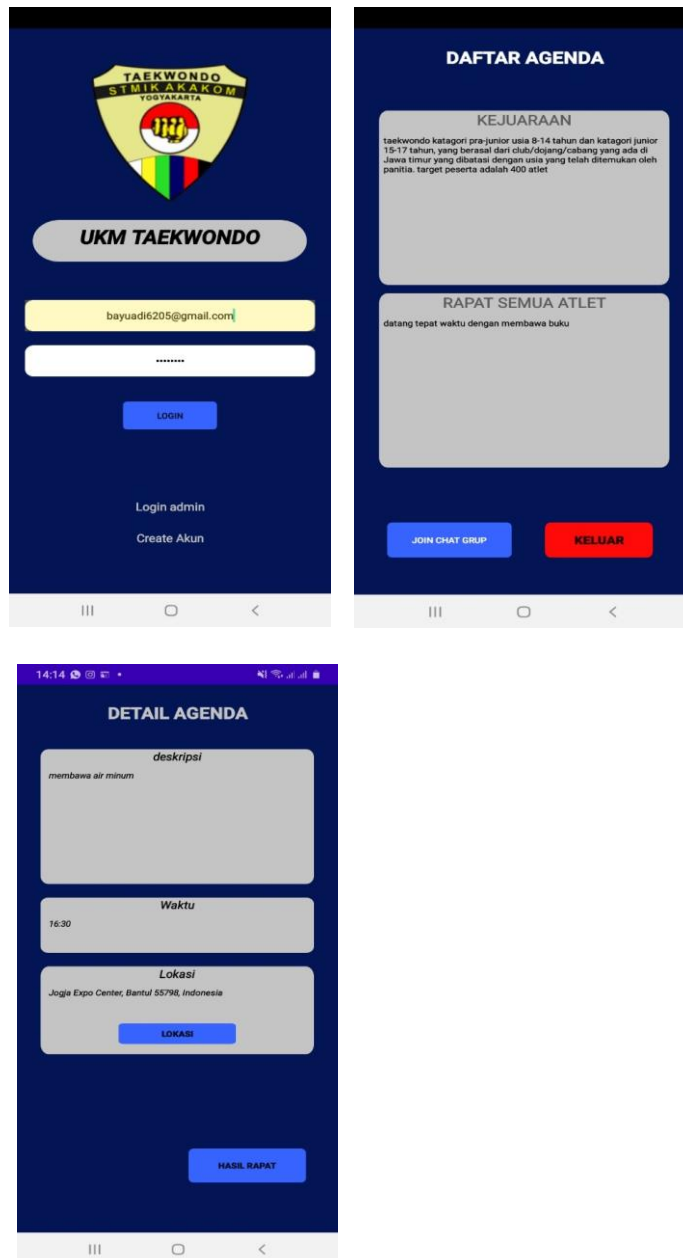 TAEKWONDO
STMIK AKAKOM
YOGYAKARTA
UKM TAEKWONDO
bayuadi6205@gmail.com
••••••••
LOGIN
Login admin
Create Akun
DAFTAR AGENDA
KEJUARAAN
taekwondo katagori pra-junior usia 8-14 tahun dan katagori junior
15-17 tahun, yang berasal dari club/dojang/cabang yang ada di
Jawa timur yang dibatasi dengan usia yang telah ditemukan oleh
panitia. target peserta adalah 400 atlet
RAPAT SEMUA ATLET
datang tepat waktu dengan membawa buku
JOIN CHAT GRUP
KELUAR
14:14
DETAIL AGENDA
deskripsi
membawa air minum
Waktu
16:30
Lokasi
Jogja Expo Center, Bantul 55798, Indonesia
LOKASI
HASIL RAPAT